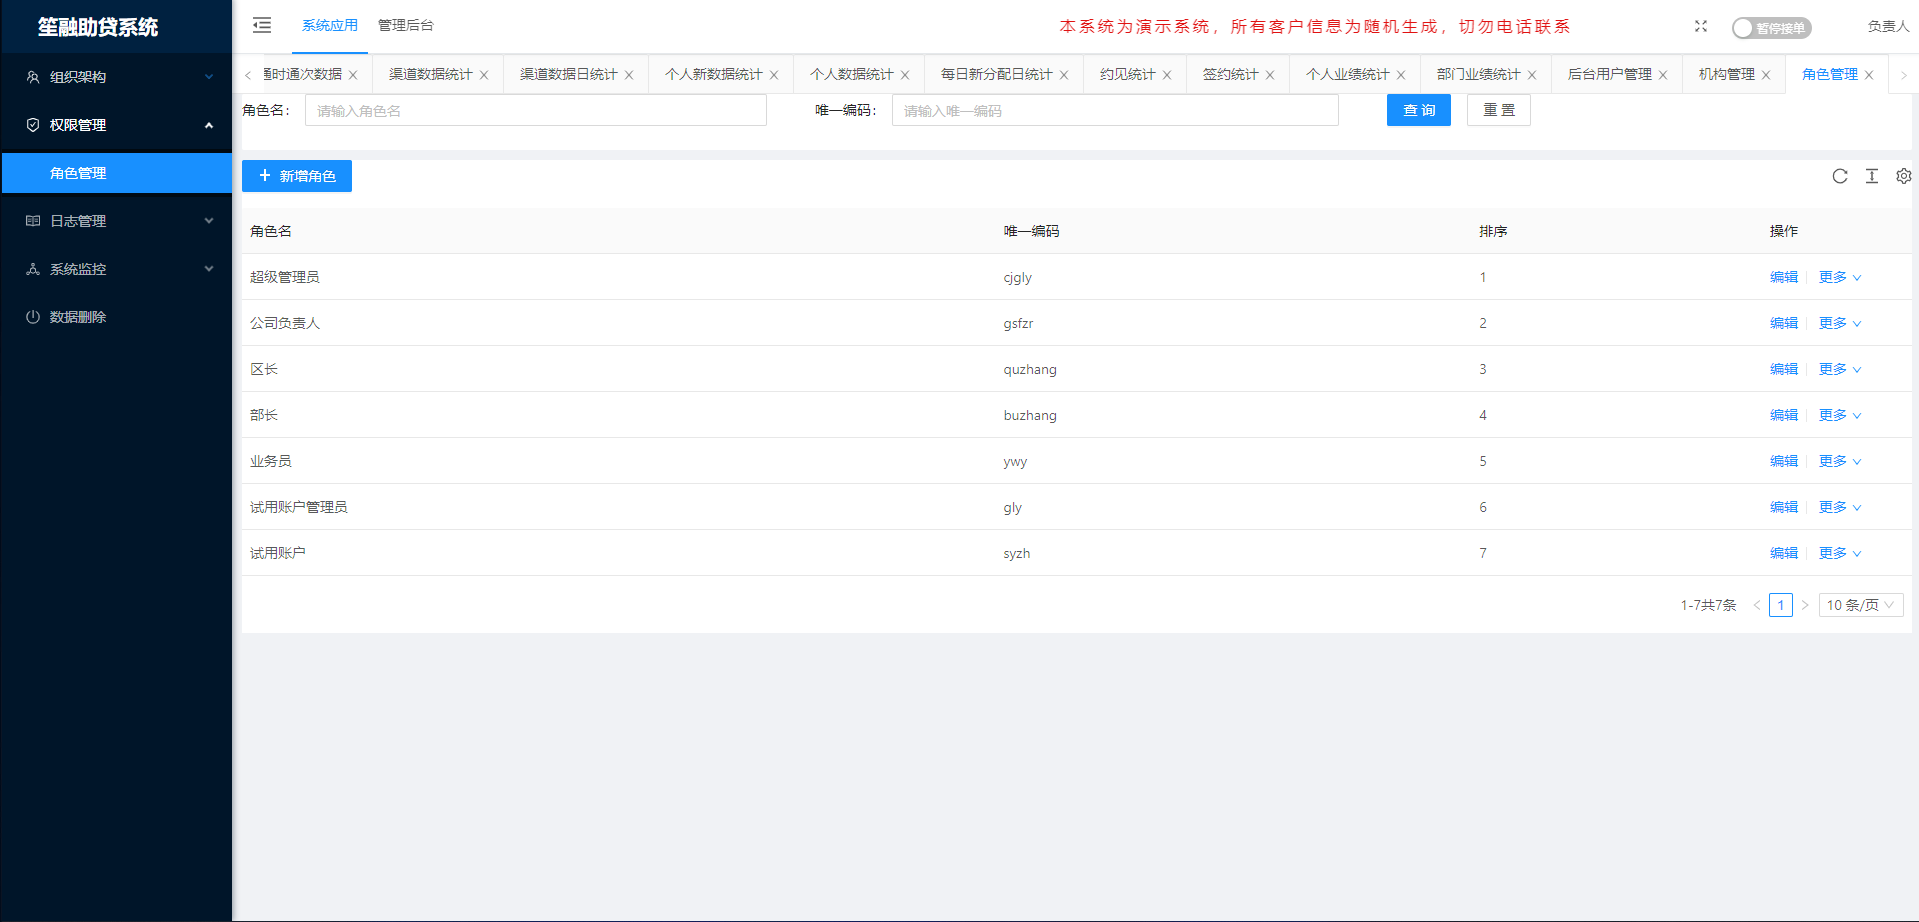 笙融助贷系统
系统应用 管理后台 本系统为演示系统，所有客户信息为随机生成，切勿电话联系 暂停接单 负责人
通时通次数据 渠道数据统计 渠道数据日统计 个人新数据统计 个人数据统计 每日新分配日统计 约见统计 签约统计 个人业绩统计 部门业绩统计 后台用户管理 机构管理 角色管理
组织架构
权限管理
角色管理
日志管理
系统监控
数据删除
角色名： 请输入角色名 唯一编码： 请输入唯一编码 查 询 重 置
新增角色
角色名 唯一编码 排序 操作
超级管理员 cjgly 1 编辑 更多
公司负责人 gsfzr 2 编辑 更多
区长 quzhang 3 编辑 更多
部长 buzhang 4 编辑 更多
业务员 ywy 5 编辑 更多
试用账户管理员 gly 6 编辑 更多
试用账户 syzh 7 编辑 更多
1-7共7条 1 10 条/页